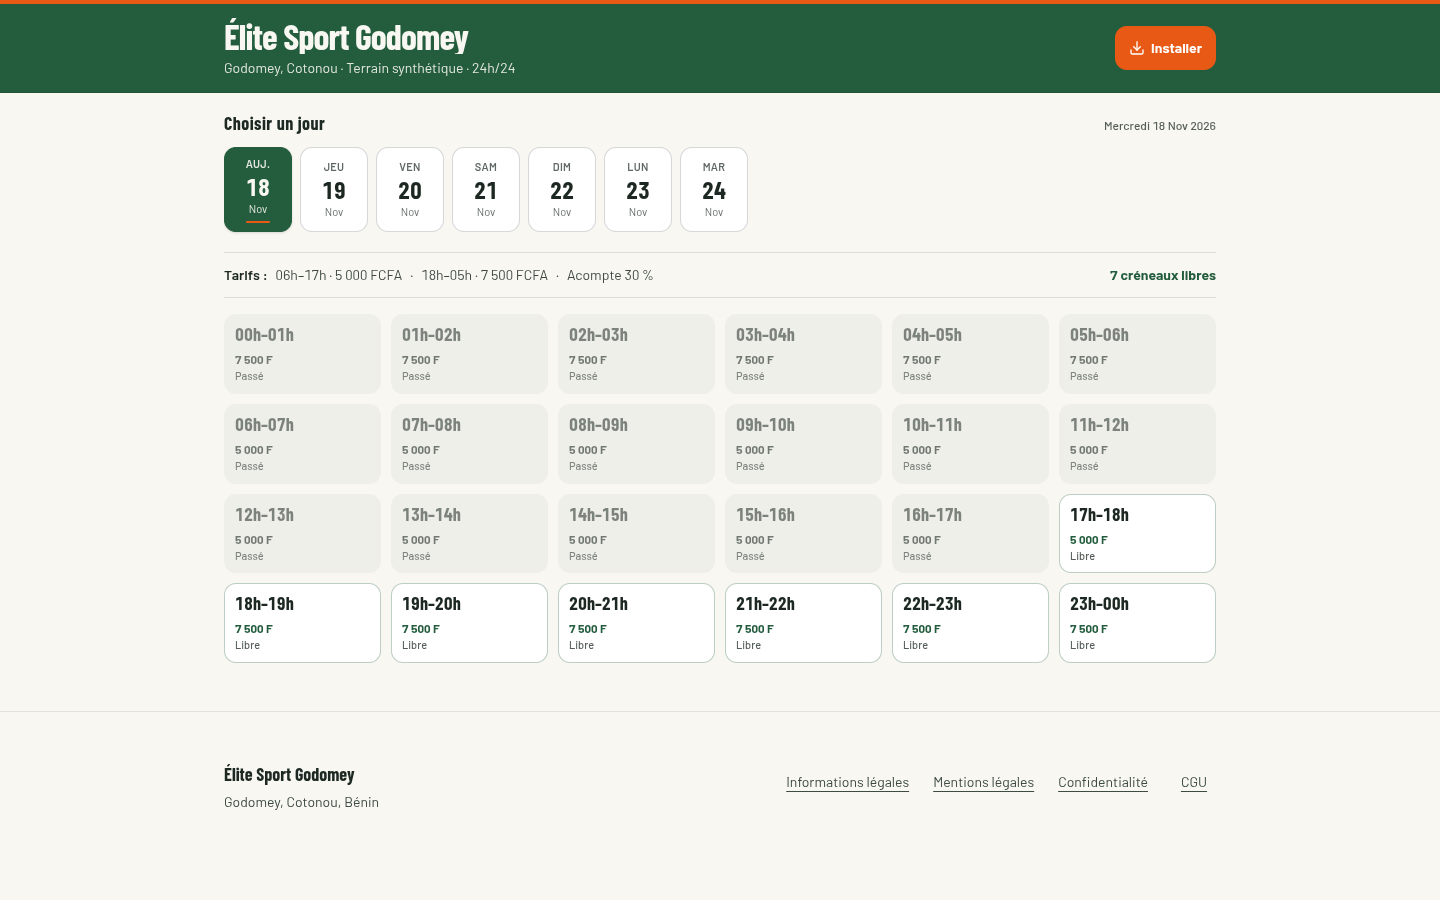 Élite Sport Godomey
Godomey, Cotonou · Terrain synthétique · 24h/24
Installer
Choisir un jour
Mercredi 18 Nov 2026
AUJ.
18
Nov
JEU
19
Nov
VEN
20
Nov
SAM
21
Nov
DIM
22
Nov
LUN
23
Nov
MAR
24
Nov
Tarifs : 06h–17h · 5 000 FCFA · 18h–05h · 7 500 FCFA · Acompte 30 %
7 créneaux libres
00h–01h
7 500 F
Passé
01h–02h
7 500 F
Passé
02h–03h
7 500 F
Passé
03h–04h
7 500 F
Passé
04h–05h
7 500 F
Passé
05h–06h
7 500 F
Passé
06h–07h
5 000 F
Passé
07h–08h
5 000 F
Passé
08h–09h
5 000 F
Passé
09h–10h
5 000 F
Passé
10h–11h
5 000 F
Passé
11h–12h
5 000 F
Passé
12h–13h
5 000 F
Passé
13h–14h
5 000 F
Passé
14h–15h
5 000 F
Passé
15h–16h
5 000 F
Passé
16h–17h
5 000 F
Passé
17h–18h
5 000 F
Libre
18h–19h
7 500 F
Libre
19h–20h
7 500 F
Libre
20h–21h
7 500 F
Libre
21h–22h
7 500 F
Libre
22h–23h
7 500 F
Libre
23h–00h
7 500 F
Libre
Élite Sport Godomey
Godomey, Cotonou, Bénin
Informations légales
Mentions légales
Confidentialité
CGU